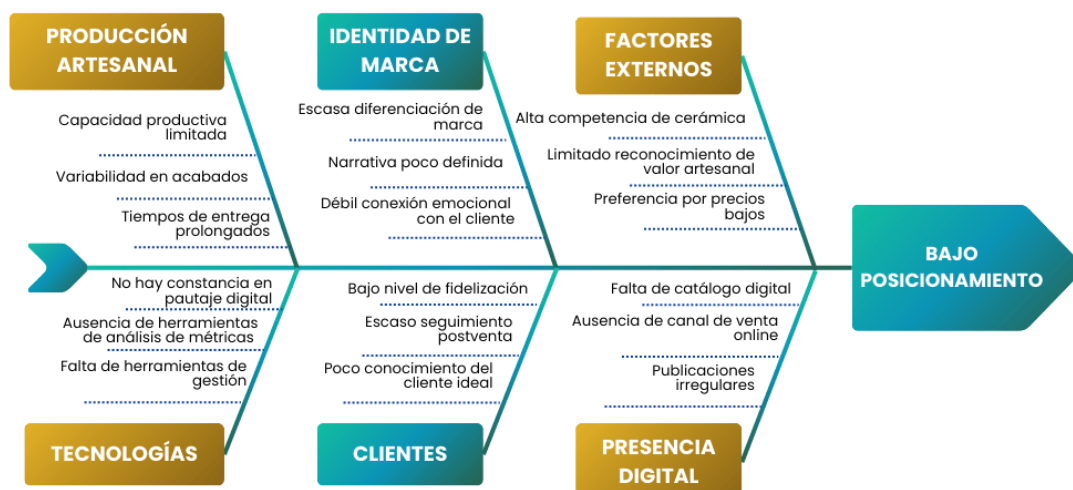 PRODUCCIÓN
ARTESANAL
Capacidad productiva
limitada
Variabilidad en acabados
Tiempos de entrega
prolongados
IDENTIDAD DE
MARCA
Escasa diferenciación de
marca
Narrativa poco definida
Débil conexión emocional
con el cliente
FACTORES
EXTERNOS
Alta competencia de cerámica
Limitado reconocimiento de
valor artesanal
Preferencia por precios
bajos
BAJO
POSICIONAMIENTO
No hay constancia en
pautaje digital
Ausencia de herramientas
de análisis de métricas
Falta de herramientas de
gestión
TECNOLOGÍAS
Bajo nivel de fidelización
Escaso seguimiento
postventa
Poco conocimiento del
cliente ideal
CLIENTES
Falta de catálogo digital
Ausencia de canal de venta
online
Publicaciones
irregulares
PRESENCIA
DIGITAL